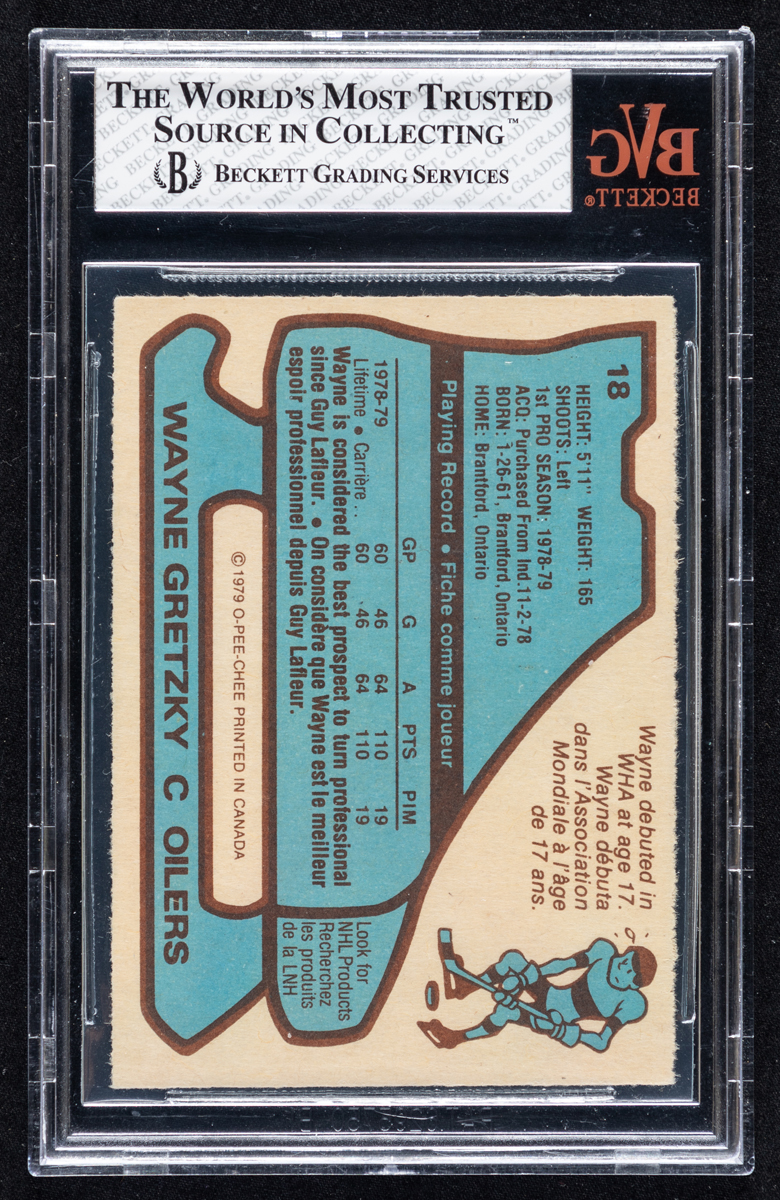 THE WORLD'S MOST TRUSTED
SOURCE IN COLLECTING™
B BECKETT GRADING SERVICES
BVG
BECKETT®
18
HEIGHT: 5'11" WEIGHT: 165
SHOOTS: Left
1st PRO SEASON: 1978-79
ACQ: Purchased From Ind.11-2-78
BORN: 1-26-61, Brantford, Ontario
HOME: Brantford, Ontario
Wayne debuted in
WHA at age 17.
Wayne débuta
dans l'Association
Mondiale à l'âge
de 17 ans.
Playing Record • Fiche comme joueur
GP G A PTS PIM
1978-79 60 46 64 110 19
Lifetime • Carrière .. 60 46 64 110 19
Wayne is considered the best prospect to turn professional
since Guy Lafleur. • On considère que Wayne est le meilleur
espoir professionnel depuis Guy Lafleur.
Look for
NHL Products
Recherchez
les produits
de la LNH
©1979 O-PEE-CHEE PRINTED IN CANADA
WAYNE GRETZKY C OILERS